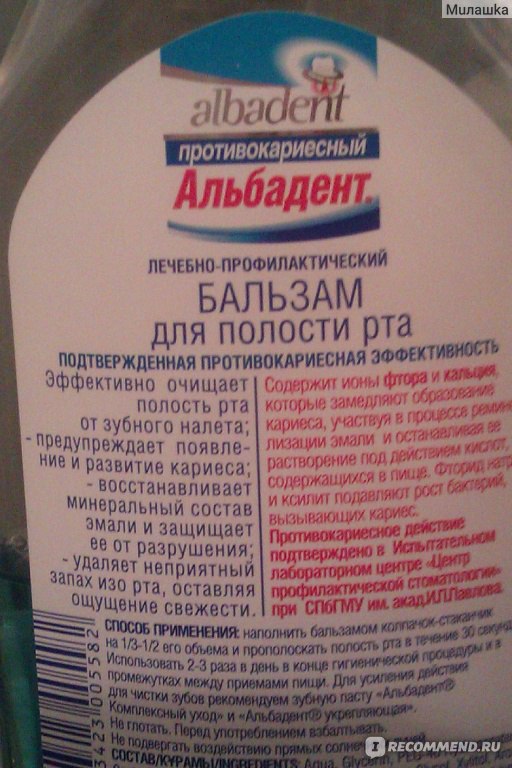 Милашка
albadent
противокариесный
Альбадент.
ЛЕЧЕБНО-ПРОФИЛАКТИЧЕСКИЙ
БАЛЬЗАМ
для полости рта
ПОДТВЕРЖДЕННАЯ ПРОТИВОКАРИЕСНАЯ ЭФФЕКТИВНОСТЬ
Эффективно очищает
полость рта
от зубного налета;
- предупреждает появле-
ние и развитие кариеса;
- восстанавливает
минеральный состав
эмали и защищает
ее от разрушения;
- удаляет неприятный
запах изо рта, оставляя
ощущение свежести.
Содержит ионы фтора и кальция,
которые замедляют образование
кариеса, участвуя в процессе ремине-
лизации эмали и останавливая ее
растворение под действием кислот,
содержащихся в пище. Фторид натр
и ксилит подавляют рост бактерий,
вызывающих кариес.
Противокариесное действие
подтверждено в Испытательном
лабораторном центре «Центр
профилактической стоматологии»
при СПбГМУ им. акад.И.П.Павлова.
СПОСОБ ПРИМЕНЕНИЯ: наполнить бальзамом колпачок-стаканчик
на 1/3-1/2 его объема и прополоскать полость рта в течение 30 секунд
Использовать 2-3 раза в день в конце гигиенической процедуры и в
промежутках между приемами пищи. Для усиления действия
для чистки зубов рекомендуем зубную пасту «Альбадент®
Комплексный уход» и «Альбадент® укрепляющая».
Не глотать. Перед употреблением взбалтывать.
Не подвергать воздействию прямых
СОСТАВ/ҚҰРАМЫ/INGREDIENTS: Aqua, Glycerin,
3423005582
IRECOMMEND.RU